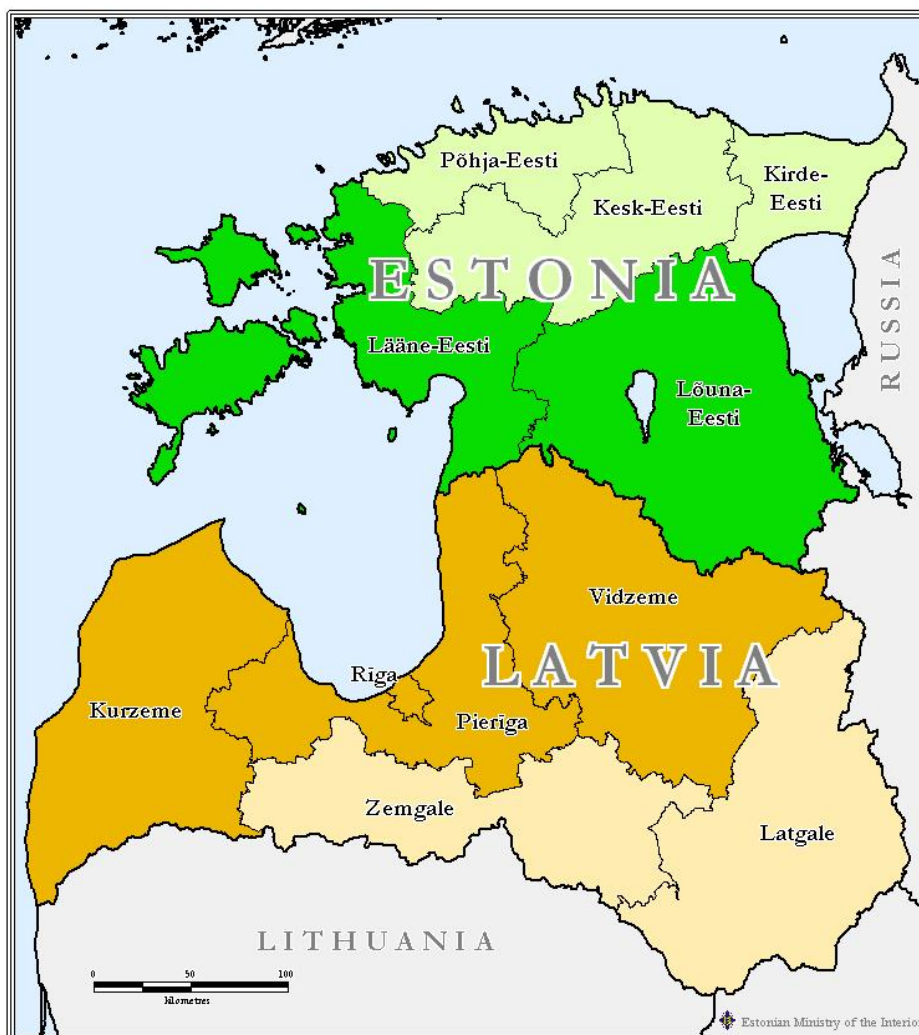 Põhja-Eesti
Kirde-
Eesti
Kesk-Eesti
ESTONIA
RUSSIA
Lääne-Eesti
Lõuna-
Eesti
Vidzeme
LATVIA
Rīga
Kurzeme
Pierīga
Zemgale
Latgale
LITHUANIA
0 50 100
kilometres
Estonian Ministry of the Interior